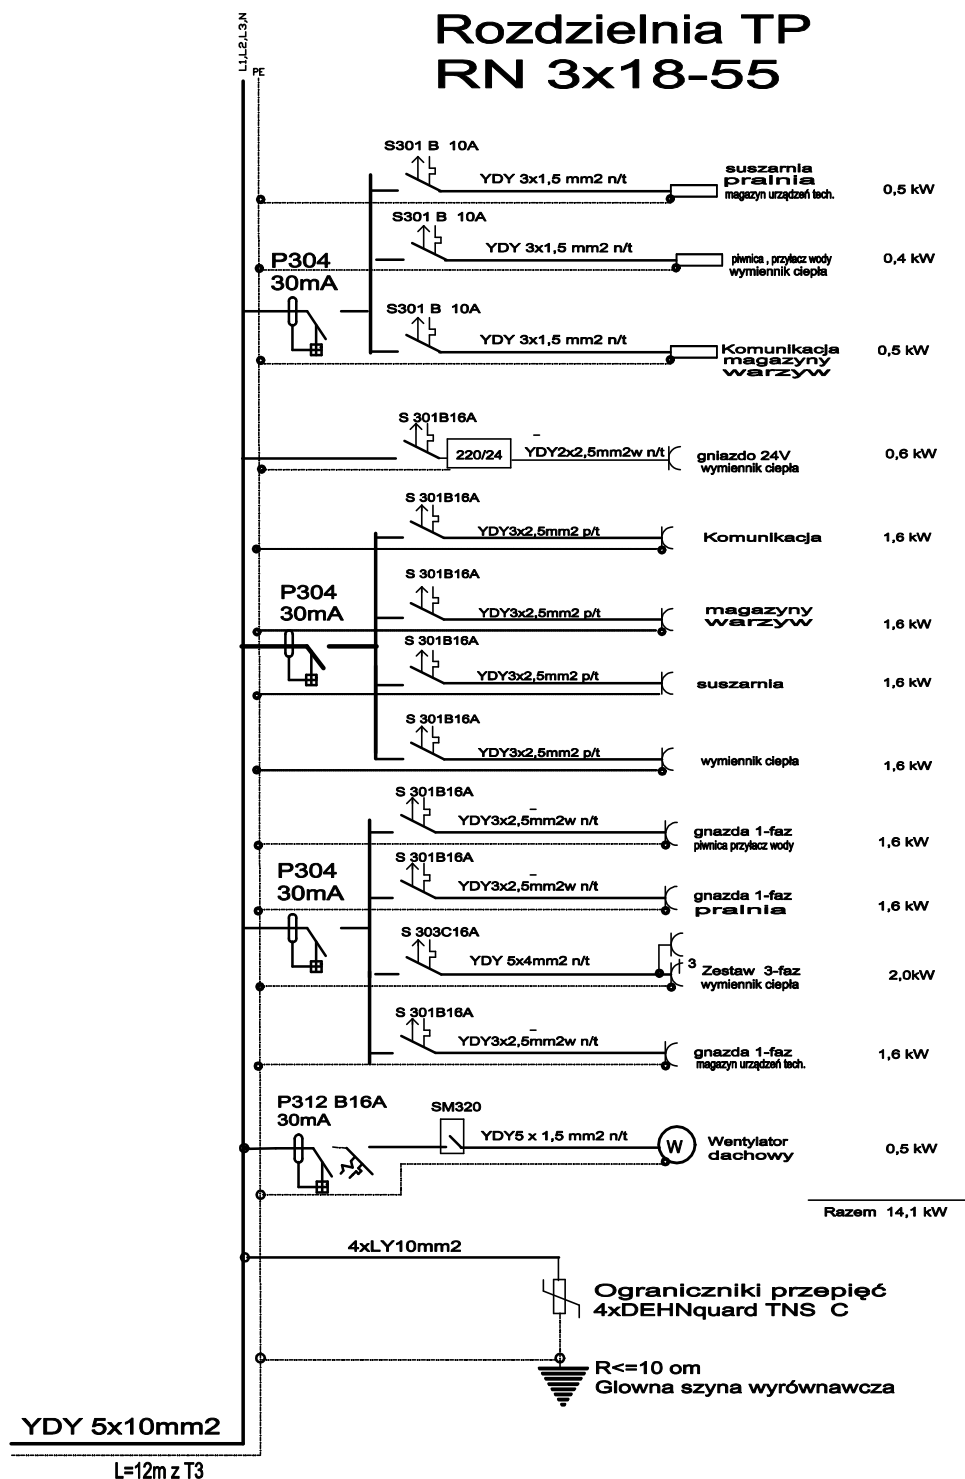 Rozdzielnia TP
RN 3x18-55
L1,L2,L3,N
PE
S301 B 10A
YDY 3x1,5 mm2 n/t
suszarnia
pralnia
magazyn urządzeń tech.
0,5 kW
S301 B 10A
YDY 3x1,5 mm2 n/t
piwnica , przyłacz wody
wymiennik ciepła
0,4 kW
P304
30mA
S301 B 10A
YDY 3x1,5 mm2 n/t
Komunikacja
magazyny
warzyw
0,5 kW
S 301B16A
220/24
YDY2x2,5mm2w n/t
gniazdo 24V
wymiennik ciepła
0,6 kW
S 301B16A
YDY3x2,5mm2 p/t
Komunikacja
1,6 kW
P304
30mA
S 301B16A
YDY3x2,5mm2 p/t
magazyny
warzyw
1,6 kW
S 301B16A
YDY3x2,5mm2 p/t
suszarnia
1,6 kW
S 301B16A
YDY3x2,5mm2 p/t
wymiennik ciepła
1,6 kW
S 301B16A
YDY3x2,5mm2w n/t
gnazda 1-faz
piwnica przyłacz wody
1,6 kW
P304
30mA
S 301B16A
YDY3x2,5mm2w n/t
gnazda 1-faz
pralnia
1,6 kW
S 303C16A
YDY 5x4mm2 n/t
3
Zestaw 3-faz
wymiennik ciepła
2,0kW
S 301B16A
YDY3x2,5mm2w n/t
gnazda 1-faz
magazyn urządzeń tech.
1,6 kW
P312 B16A
30mA
SM320
YDY5 x 1,5 mm2 n/t
W
Wentylator
dachowy
0,5 kW
Razem 14,1 kW
4xLY10mm2
Ograniczniki przepięć
4xDEHNquard TNS C
R<=10 om
Glowna szyna wyrównawcza
YDY 5x10mm2
L=12m z T3